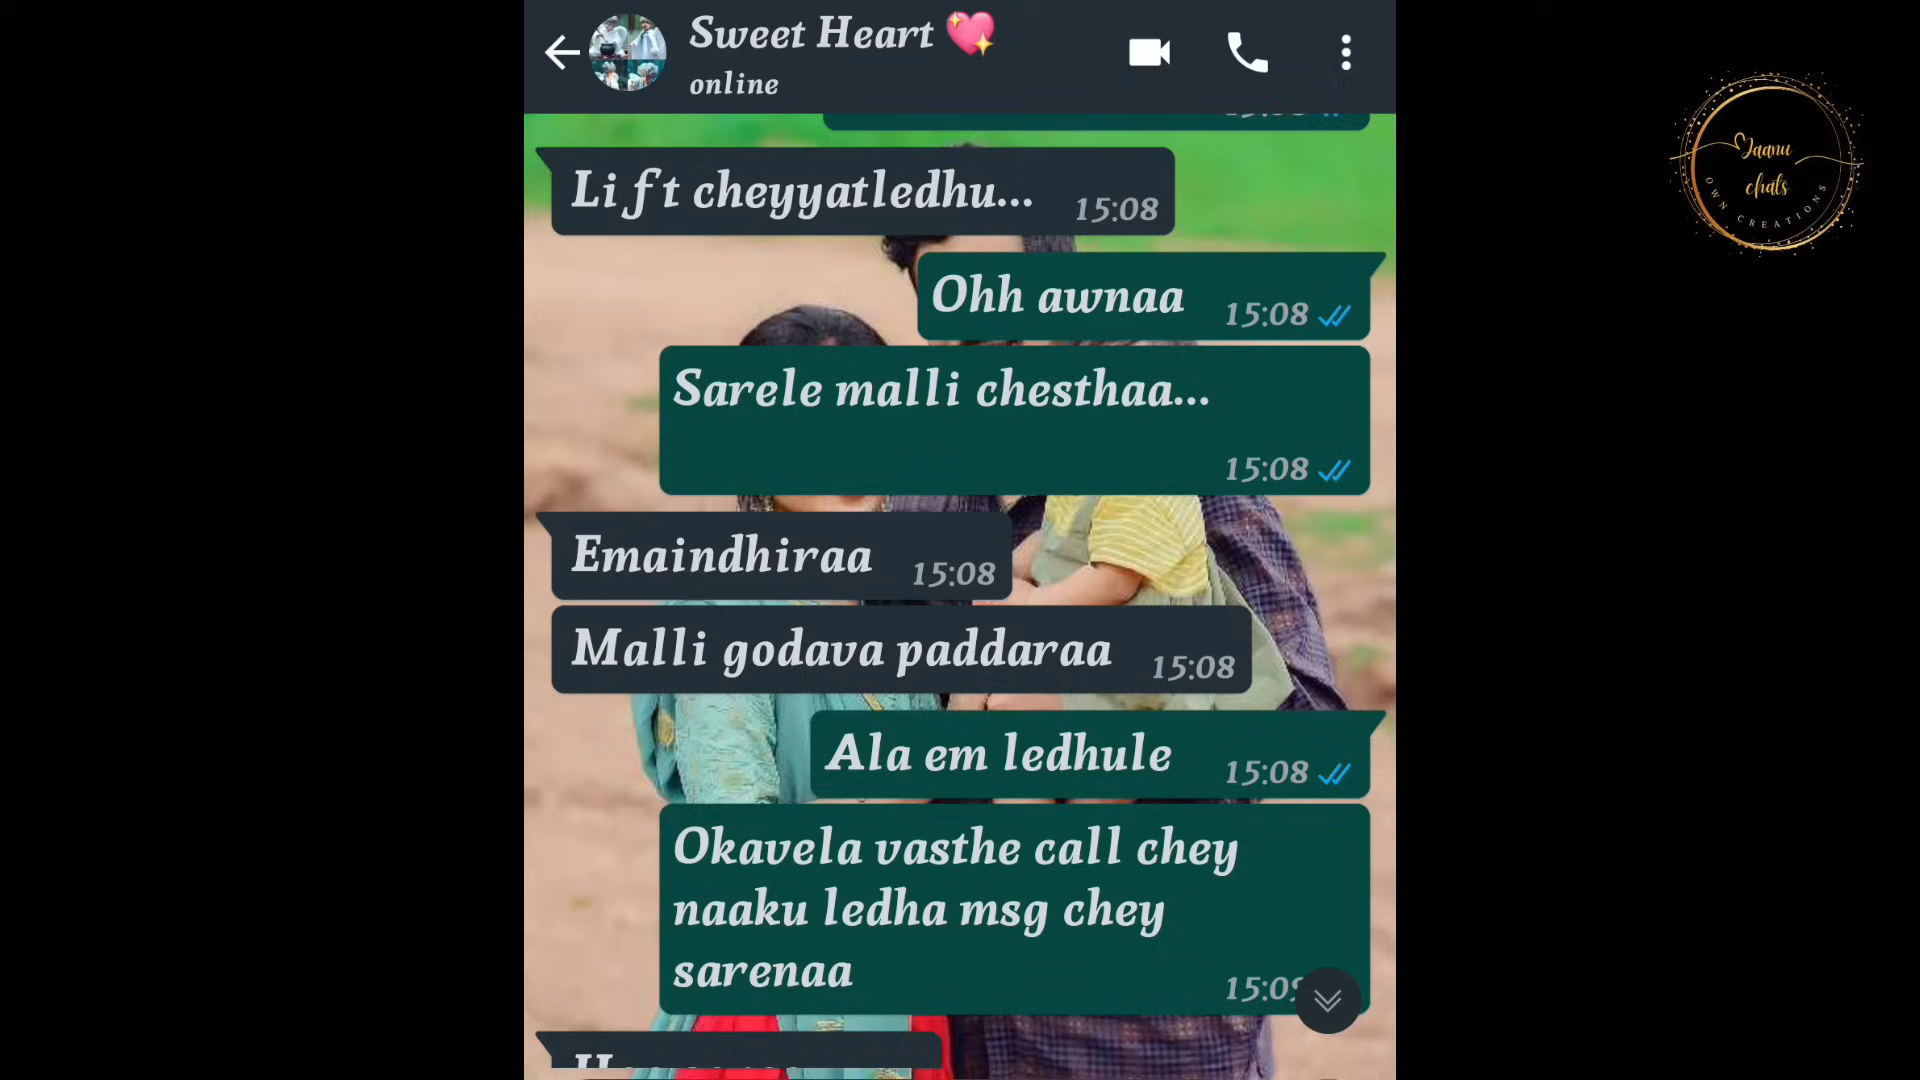 Sweet Heart 💖
online
Lift cheyyatledhu...
15:08
Ohh awnaa
15:08
Sarele malli chesthaa...
15:08
Emaindhiraa
15:08
Malli godava paddaraa
15:08
Ala em ledhule
15:08
Okavela vasthe call chey
naaku ledha msg chey
sarenaa
Jaanu
chats
OWN CREATIONS